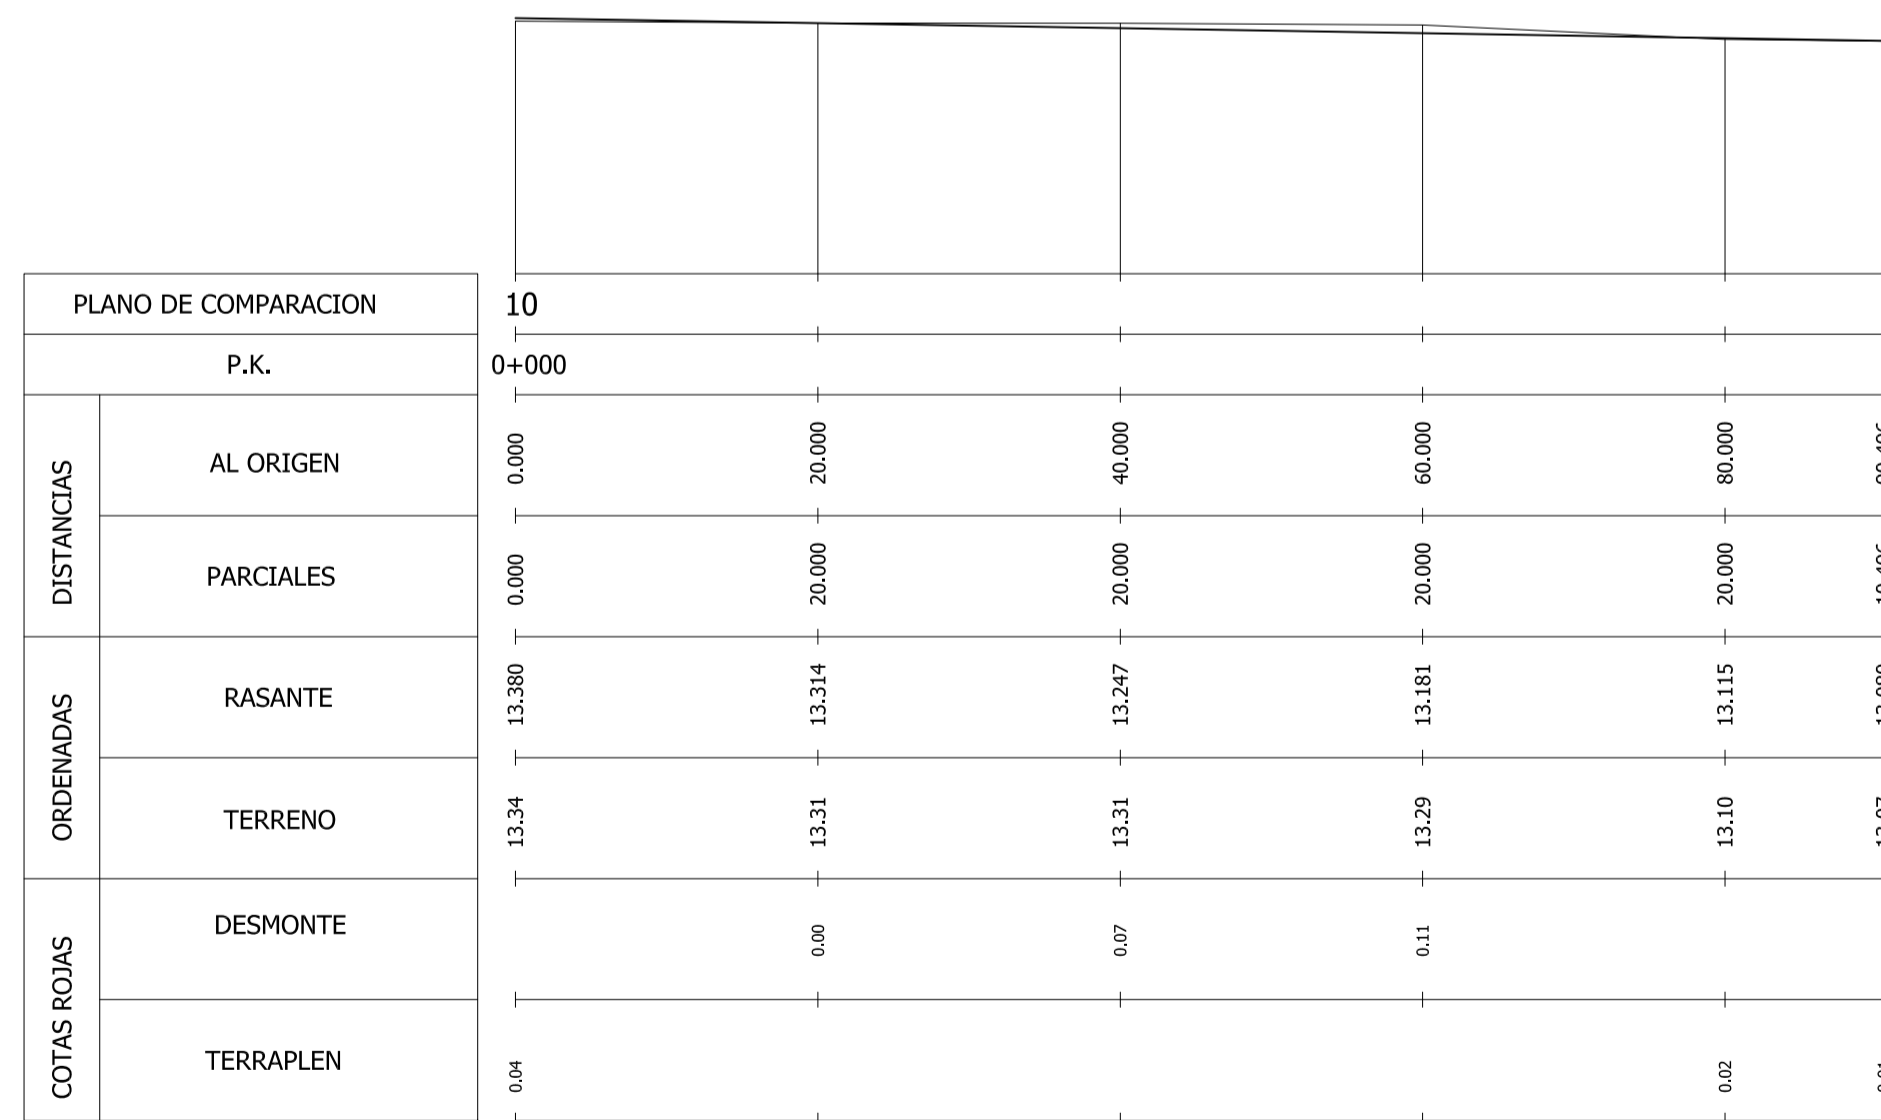 PLANO DE COMPARACION 10
P.K. 0+000
DISTANCIAS
AL ORIGEN 0.000 20.000 40.000 60.000 80.000
PARCIALES 0.000 20.000 20.000 20.000 20.000
ORDENADAS
RASANTE 13.380 13.314 13.247 13.181 13.115
TERRENO 13.34 13.31 13.31 13.29 13.10
COTAS ROJAS
DESMONTE 0.00 0.07 0.11
TERRAPLEN 0.04 0.02